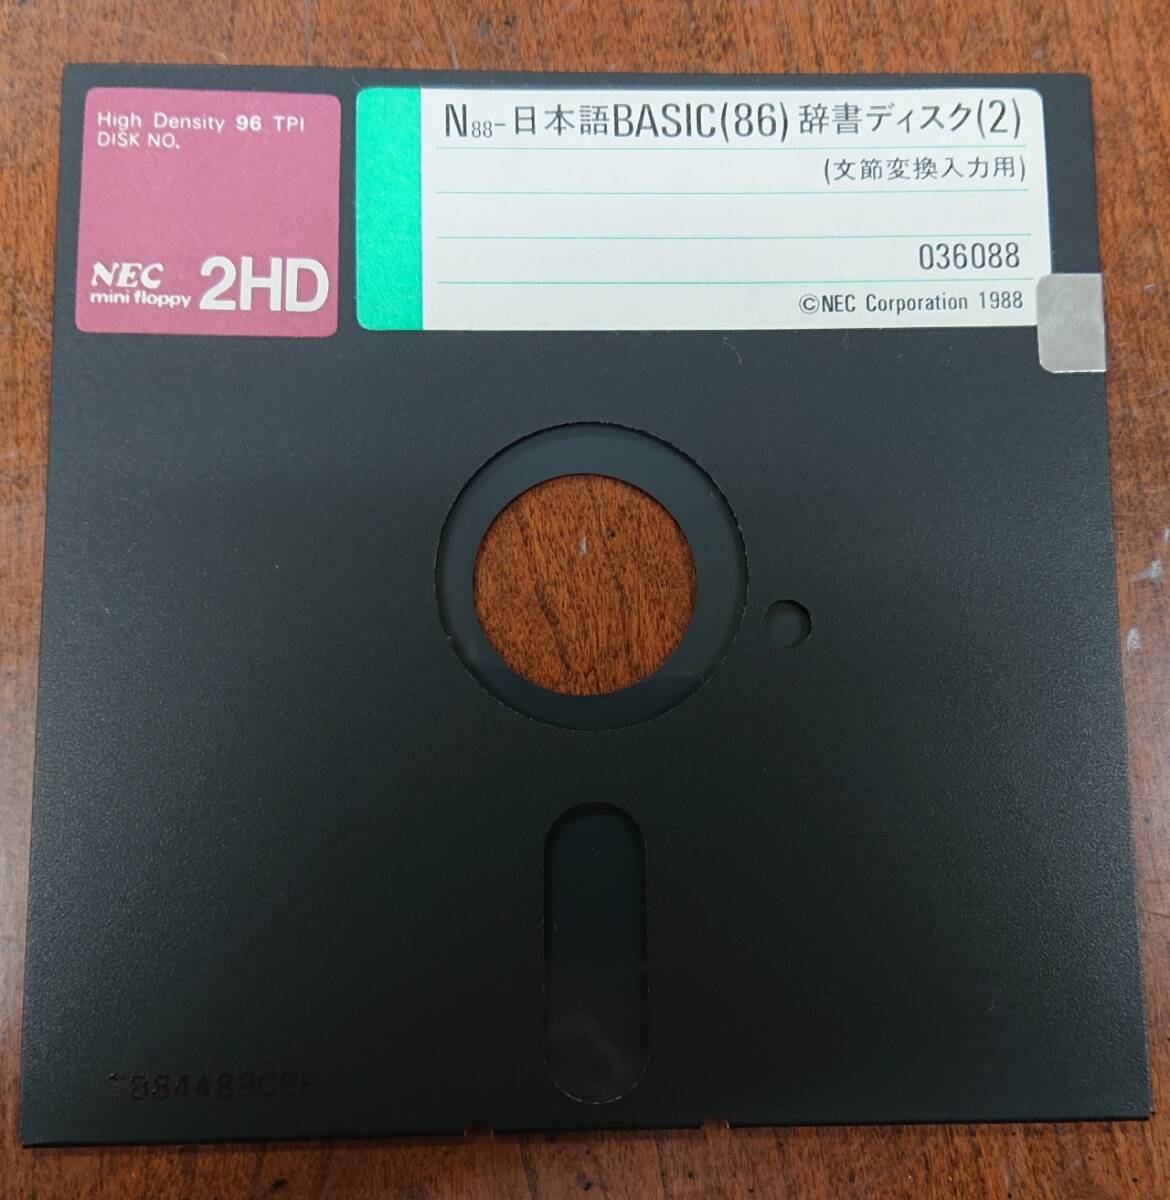 High Density 96 TPI
DISK NO.
NEC
mini floppy 2HD
N88-日本語BASIC(86)辞書ディスク(2)
(文節変換入力用)
036088
©NEC Corporation 1988